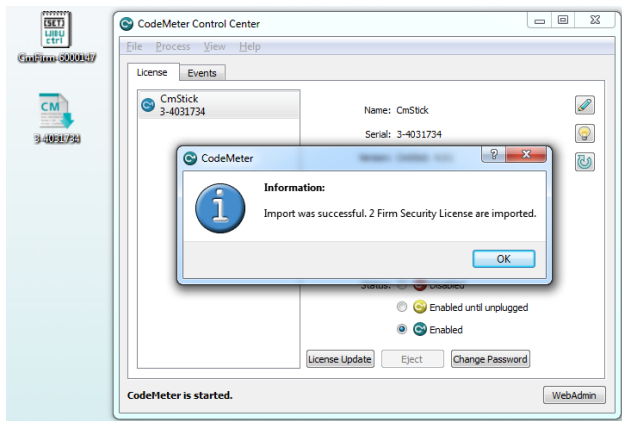 SET
WIBU
ctrl
CmFirm-6000147
CM
3-4031734
CodeMeter Control Center
File Process View Help
License Events
CmStick
3-4031734
Name: CmStick
Serial: 3-4031734
CodeMeter
?
Information:
i
Import was successful. 2 Firm Security License are imported.
OK
Status: Disabled
Enabled until unplugged
Enabled
License Update Eject Change Password
CodeMeter is started.
WebAdmin